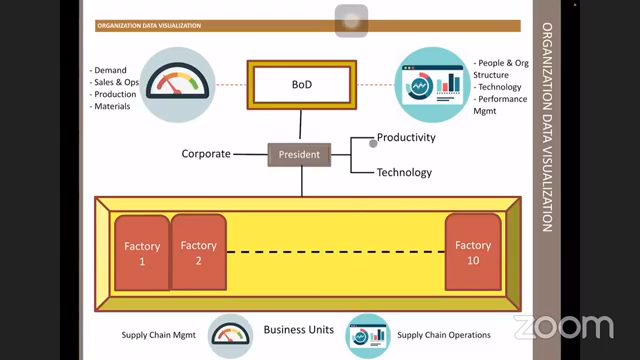 ORGANIZATION DATA VISUALIZATION
- Demand
- Sales & Ops
- Production
- Materials
BoD
- People & Org
Structure
- Technology
- Performance
Mgmt
ORGANIZATION DATA VISUALIZATION
Corporate
President
Productivity
Technology
Factory
1
Factory
2
Factory
10
Supply Chain Mgmt
Business Units
Supply Chain Operations
zoom